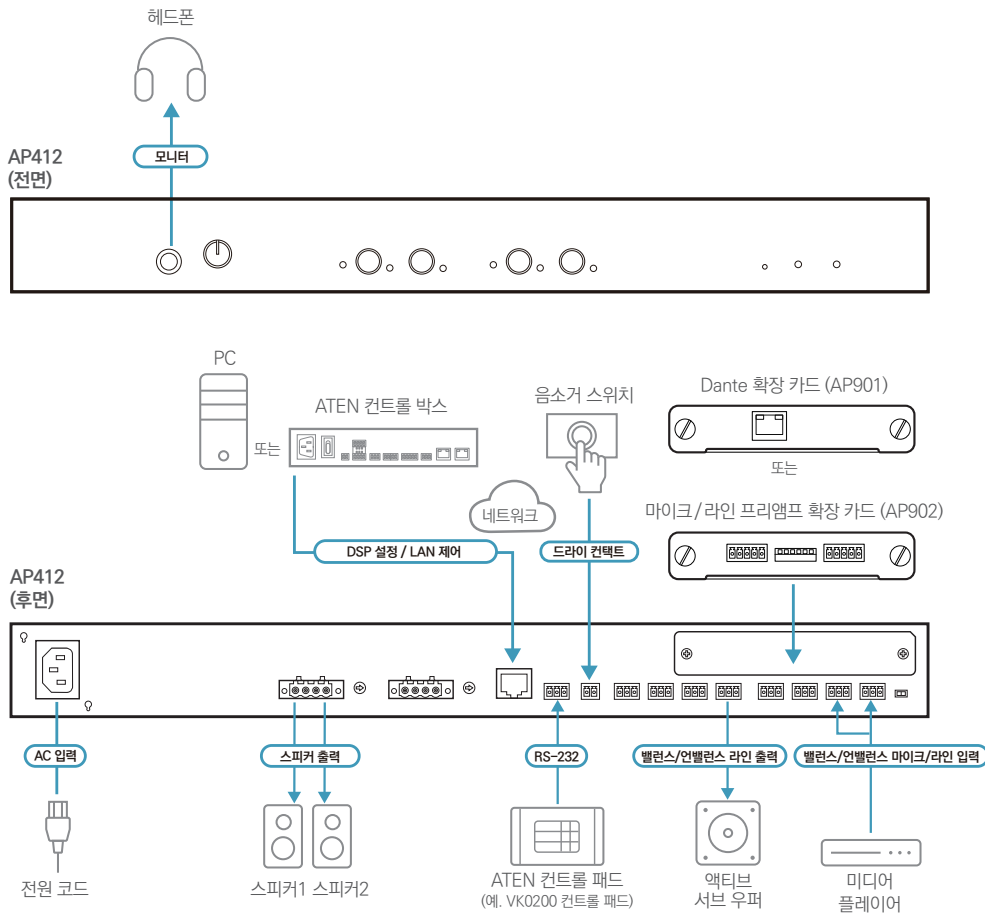 헤드폰
모니터
AP412
(전면)
PC
또는
ATEN 컨트롤 박스
음소거 스위치
Dante 확장 카드 (AP901)
또는
네트워크
마이크/라인 프리앰프 확장 카드 (AP902)
DSP 설정 / LAN 제어
드라이 컨택트
AP412
(후면)
AC 입력
스피커 출력
RS-232
밸런스/언밸런스 라인 출력
밸런스/언밸런스 마이크/라인 입력
전원 코드
스피커1 스피커2
ATEN 컨트롤 패드
(예. VK0200 컨트롤 패드)
액티브
서브 우퍼
미디어
플레이어